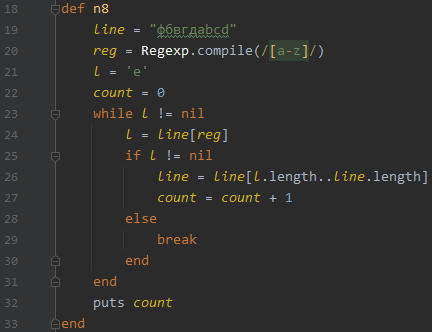 18 def n8
19 line = "фбвгдabcd"
20 reg = Regexp.compile(/[a-z]/)
21 l = 'e'
22 count = 0
23 while l != nil
24 l = line[reg]
25 if l != nil
26 line = line[l.length..line.length]
27 count = count + 1
28 else
29 break
30 end
31 end
32 puts count
33 end